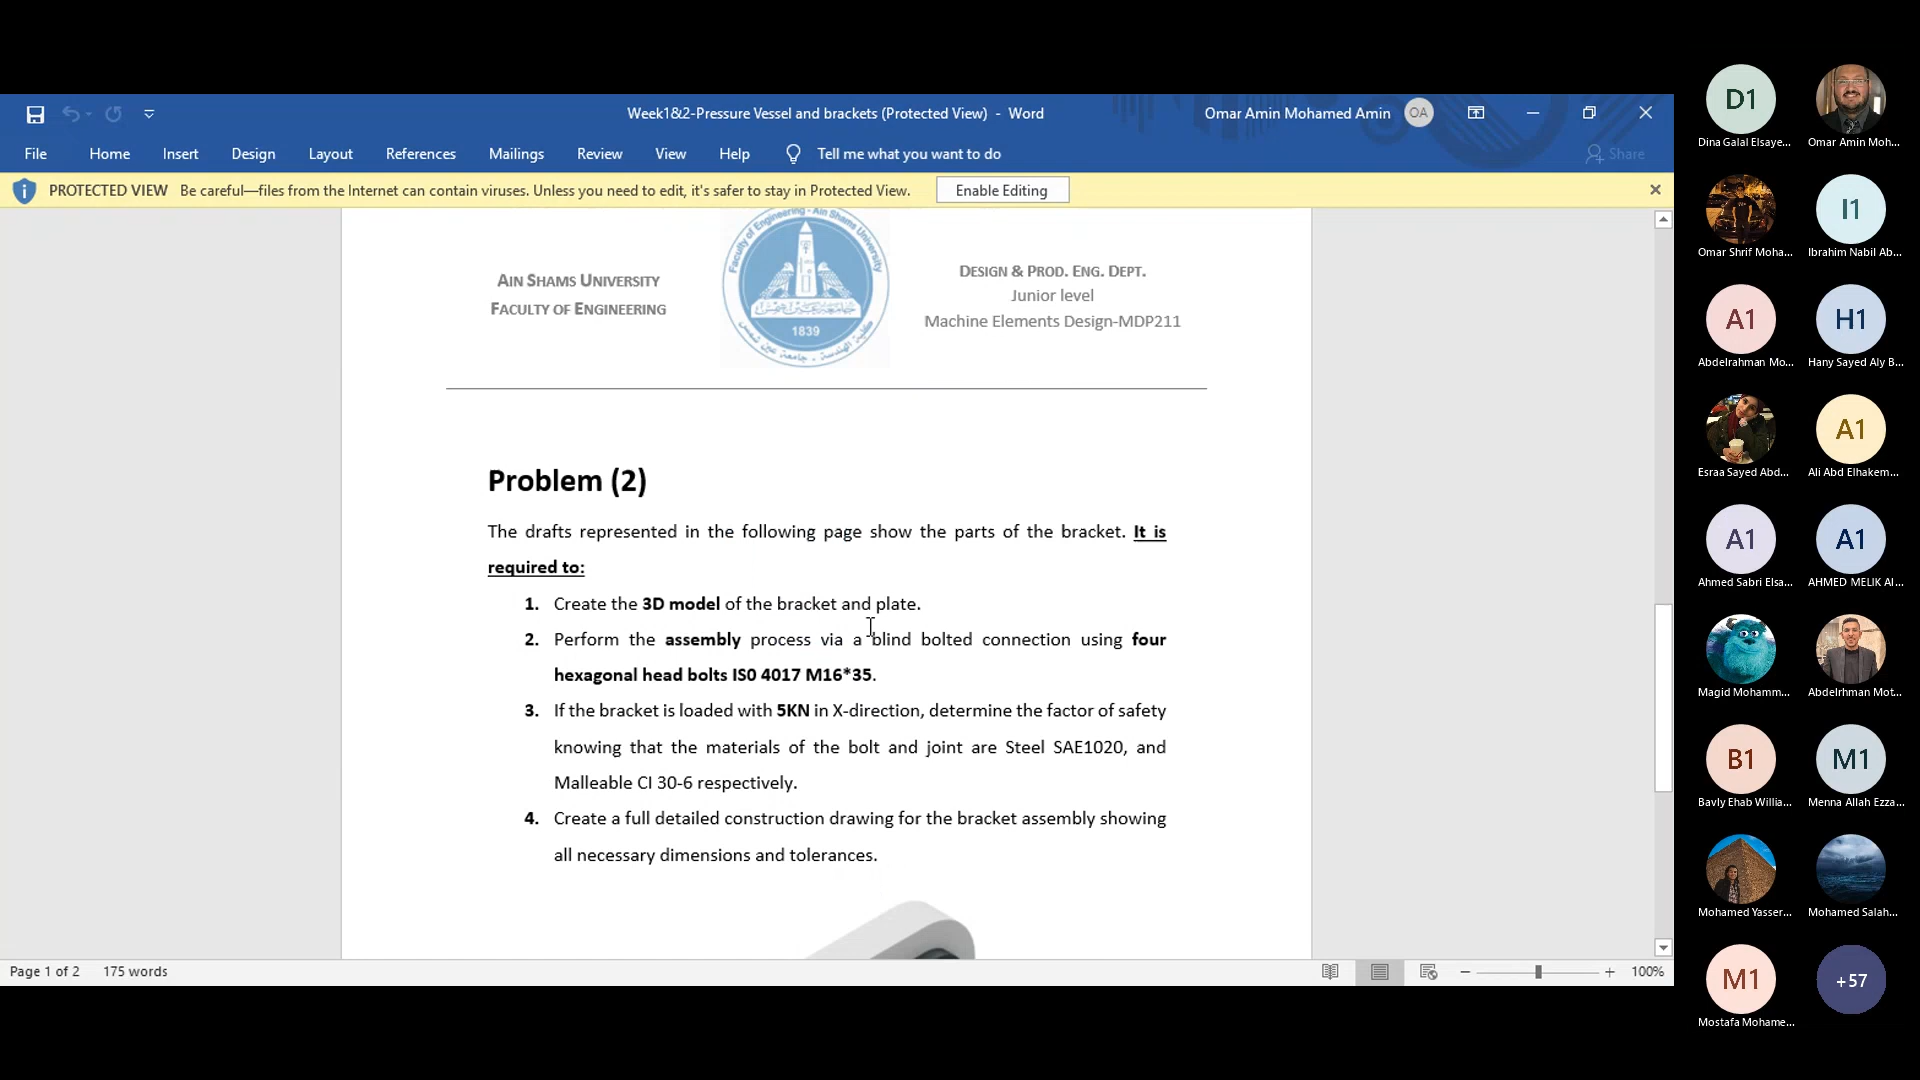 Week1&2-Pressure Vessel and brackets (Protected View) - Word
Omar Amin Mohamed Amin
OA
File Home Insert Design Layout References Mailings Review View Help Tell me what you want to do
Share
PROTECTED VIEW Be careful—files from the Internet can contain viruses. Unless you need to edit, it's safer to stay in Protected View.
Enable Editing
AIN SHAMS UNIVERSITY
FACULTY OF ENGINEERING
Faculty of Engineering - Ain Shams University
1839
كلية الهندسة - جامعة عين شمس
DESIGN & PROD. ENG. DEPT.
Junior level
Machine Elements Design-MDP211
Problem (2)
The drafts represented in the following page show the parts of the bracket. It is
required to:
1. Create the 3D model of the bracket and plate.
2. Perform the assembly process via a blind bolted connection using four
hexagonal head bolts IS0 4017 M16*35.
3. If the bracket is loaded with 5KN in X-direction, determine the factor of safety
knowing that the materials of the bolt and joint are Steel SAE1020, and
Malleable CI 30-6 respectively.
4. Create a full detailed construction drawing for the bracket assembly showing
all necessary dimensions and tolerances.
Page 1 of 2 175 words
100%
D1
Dina Galal Elsaye... Omar Amin Moh...
I1
Omar Shrif Moha... Ibrahim Nabil Ab...
A1 H1
Abdelrahman Mo... Hany Sayed Aly B...
A1
Esraa Sayed Abd... Ali Abd Elhakem...
A1 A1
Ahmed Sabri Elsa... AHMED MELIK Al...
Magid Mohamm... Abdelrhman Mot...
B1 M1
Bavly Ehab Willia... Menna Allah Ezza...
Mohamed Yasser... Mohamed Salah...
M1 +57
Mostafa Mohame...